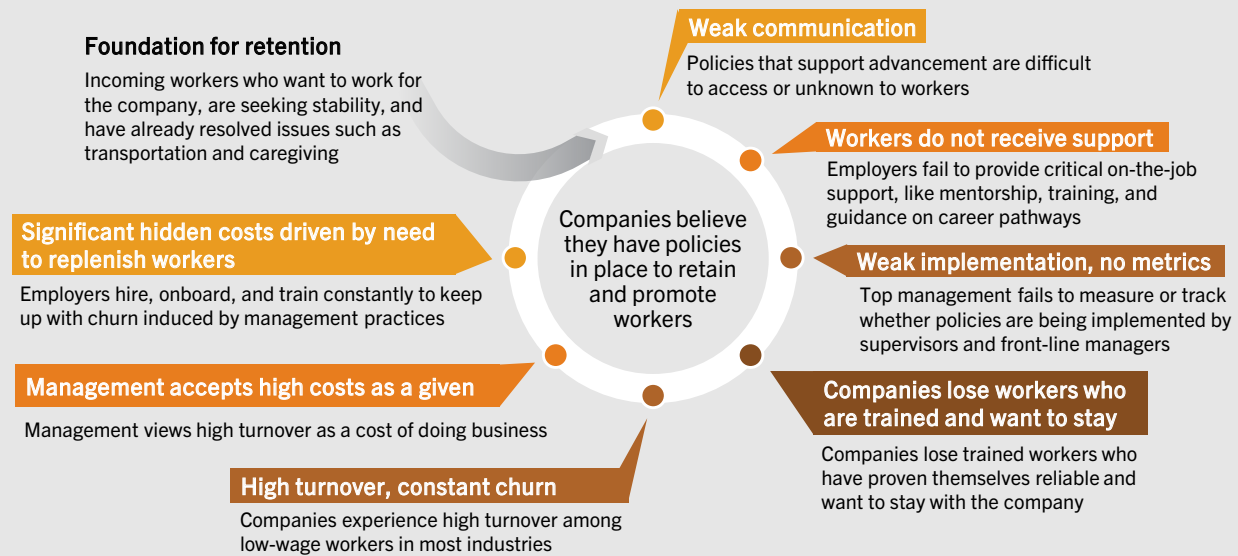 Foundation for retention
Incoming workers who want to work for
the company, are seeking stability, and
have already resolved issues such as
transportation and caregiving
Weak communication
Policies that support advancement are difficult
to access or unknown to workers
Workers do not receive support
Employers fail to provide critical on-the-job
support, like mentorship, training, and
guidance on career pathways
Weak implementation, no metrics
Top management fails to measure or track
whether policies are being implemented by
supervisors and front-line managers
Companies lose workers who
are trained and want to stay
Companies lose trained workers who
have proven themselves reliable and
want to stay with the company
High turnover, constant churn
Companies experience high turnover among
low-wage workers in most industries
Management accepts high costs as a given
Management views high turnover as a cost of doing business
Significant hidden costs driven by need
to replenish workers
Employers hire, onboard, and train constantly to keep
up with churn induced by management practices
Companies believe
they have policies
in place to retain
and promote
workers